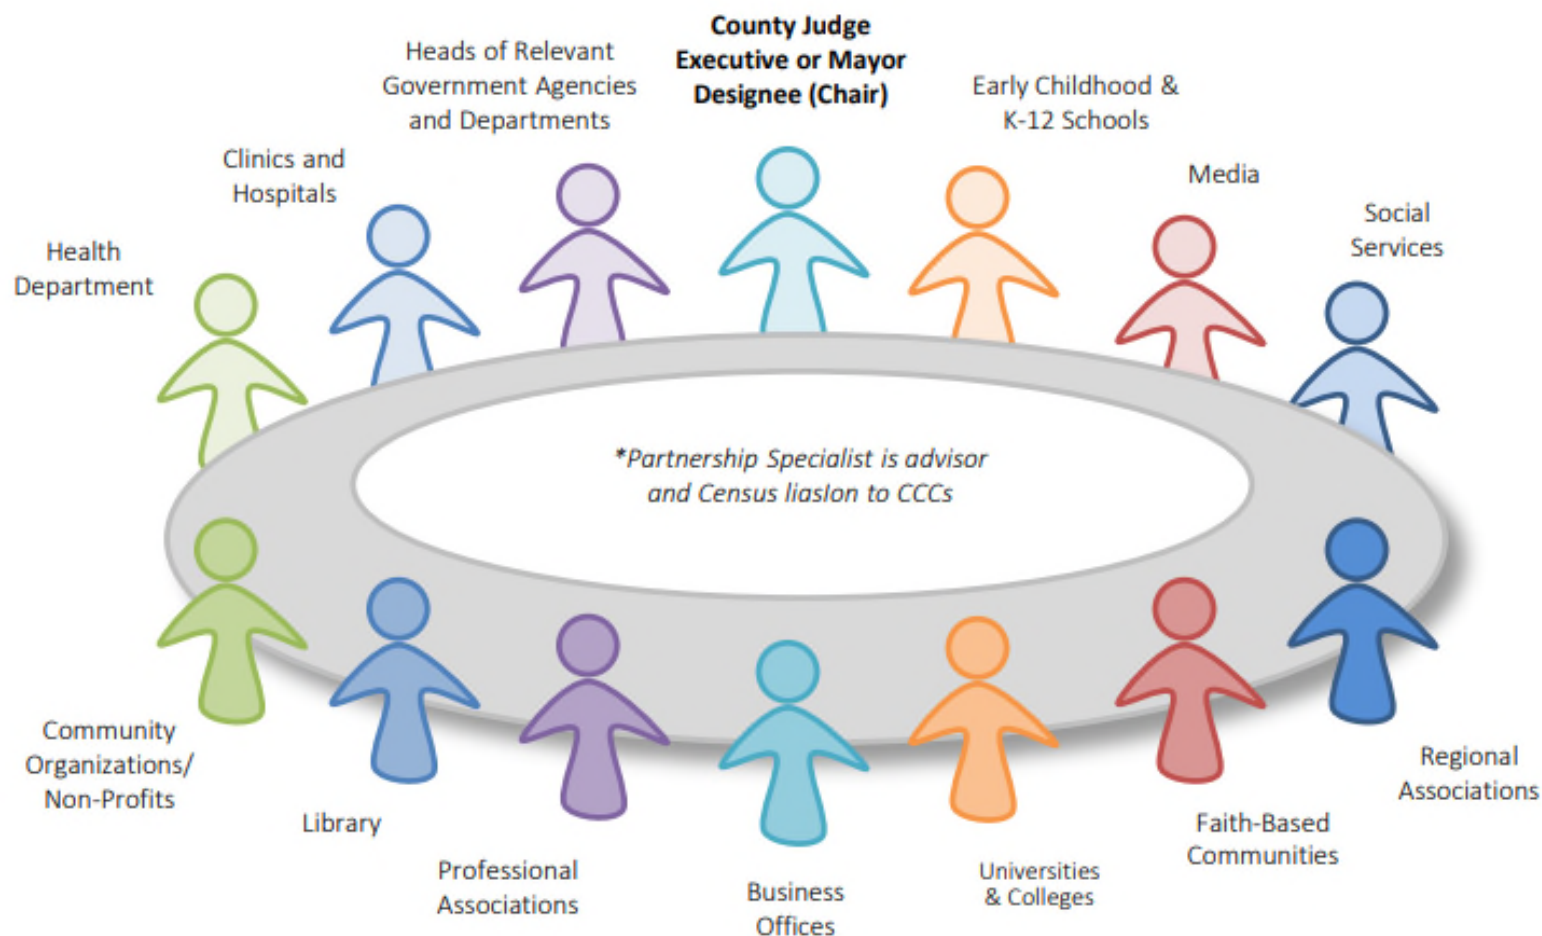 County Judge
Executive or Mayor
Designee (Chair)
Heads of Relevant
Government Agencies
and Departments
Early Childhood &
K-12 Schools
Clinics and
Hospitals
Media
Social
Services
Health
Department
*Partnership Specialist is advisor
and Census liasIon to CCCs
Community
Organizations/
Non-Profits
Library
Professional
Associations
Business
Offices
Universities
& Colleges
Faith-Based
Communities
Regional
Associations